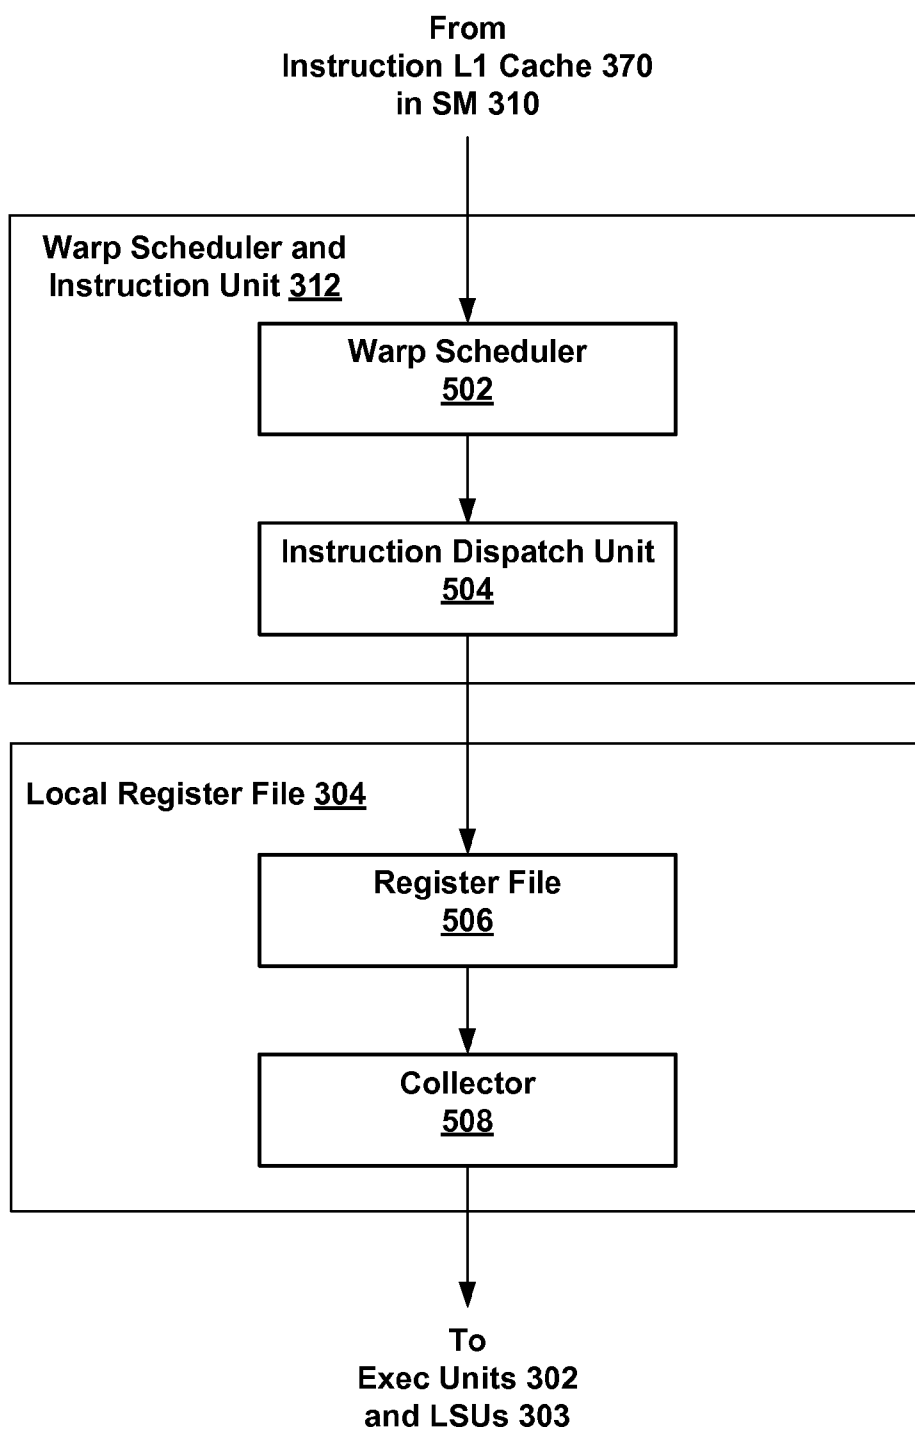 From
Instruction L1 Cache 370
in SM 310
Warp Scheduler and
Instruction Unit 312
Warp Scheduler
502
Instruction Dispatch Unit
504
Local Register File 304
Register File
506
Collector
508
To
Exec Units 302
and LSUs 303